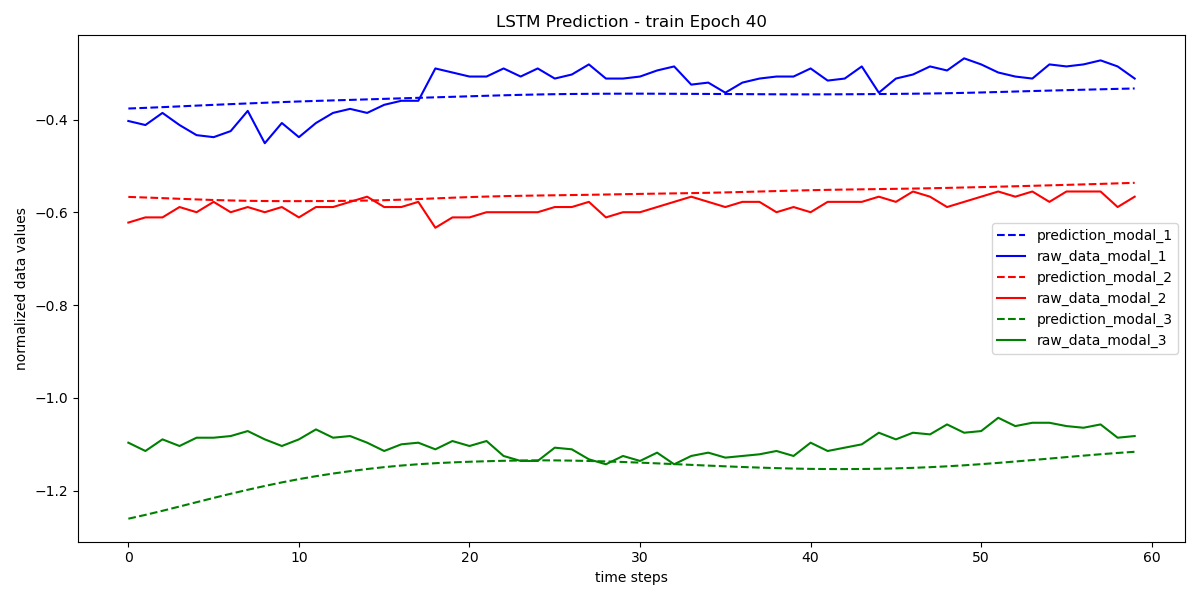 LSTM Prediction - train Epoch 40
normalized data values
−0.4
−0.6
−0.8
−1.0
−1.2
prediction_modal_1
raw_data_modal_1
prediction_modal_2
raw_data_modal_2
prediction_modal_3
raw_data_modal_3
0 10 20 30 40 50 60
time steps